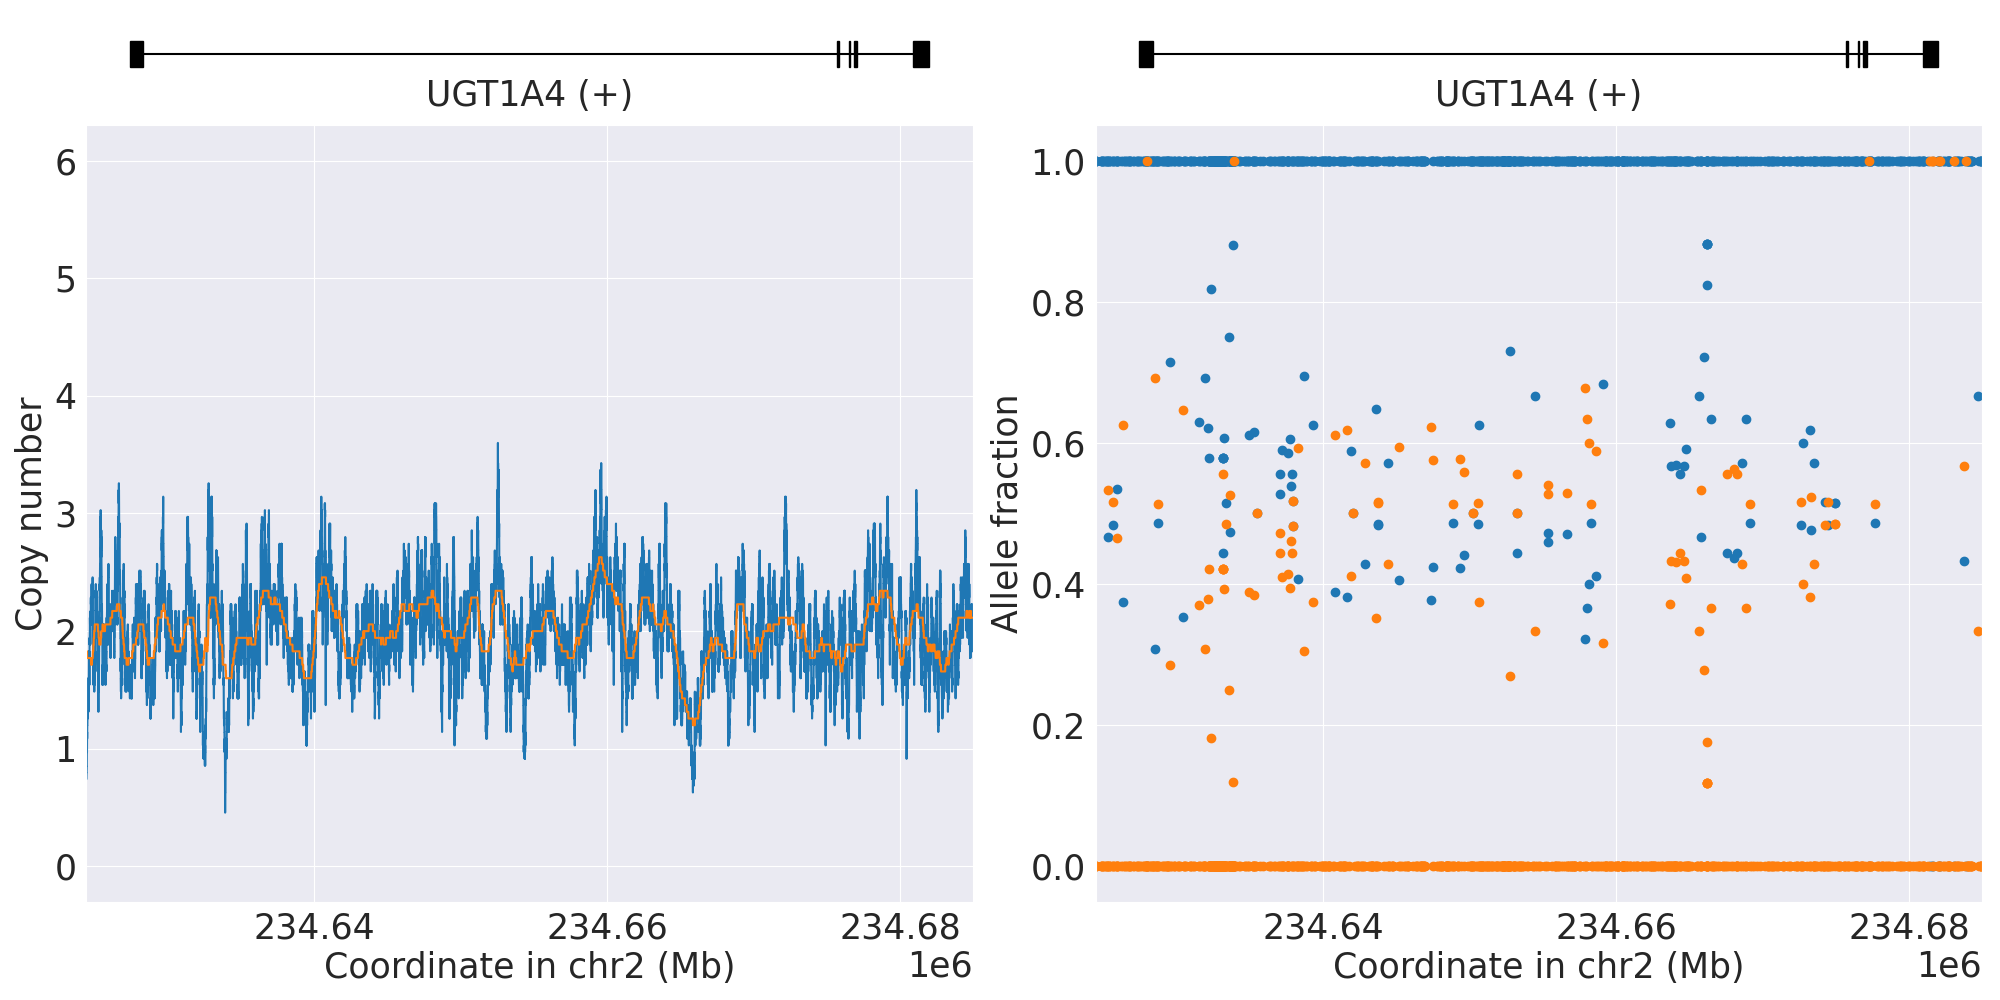 UGT1A4 (+)
6
5
4
3
2
1
0
Copy number
234.64
234.66
234.68
1e6
Coordinate in chr2 (Mb)
UGT1A4 (+)
1.0
0.8
0.6
0.4
0.2
0.0
Allele fraction
234.64
234.66
234.68
1e6
Coordinate in chr2 (Mb)